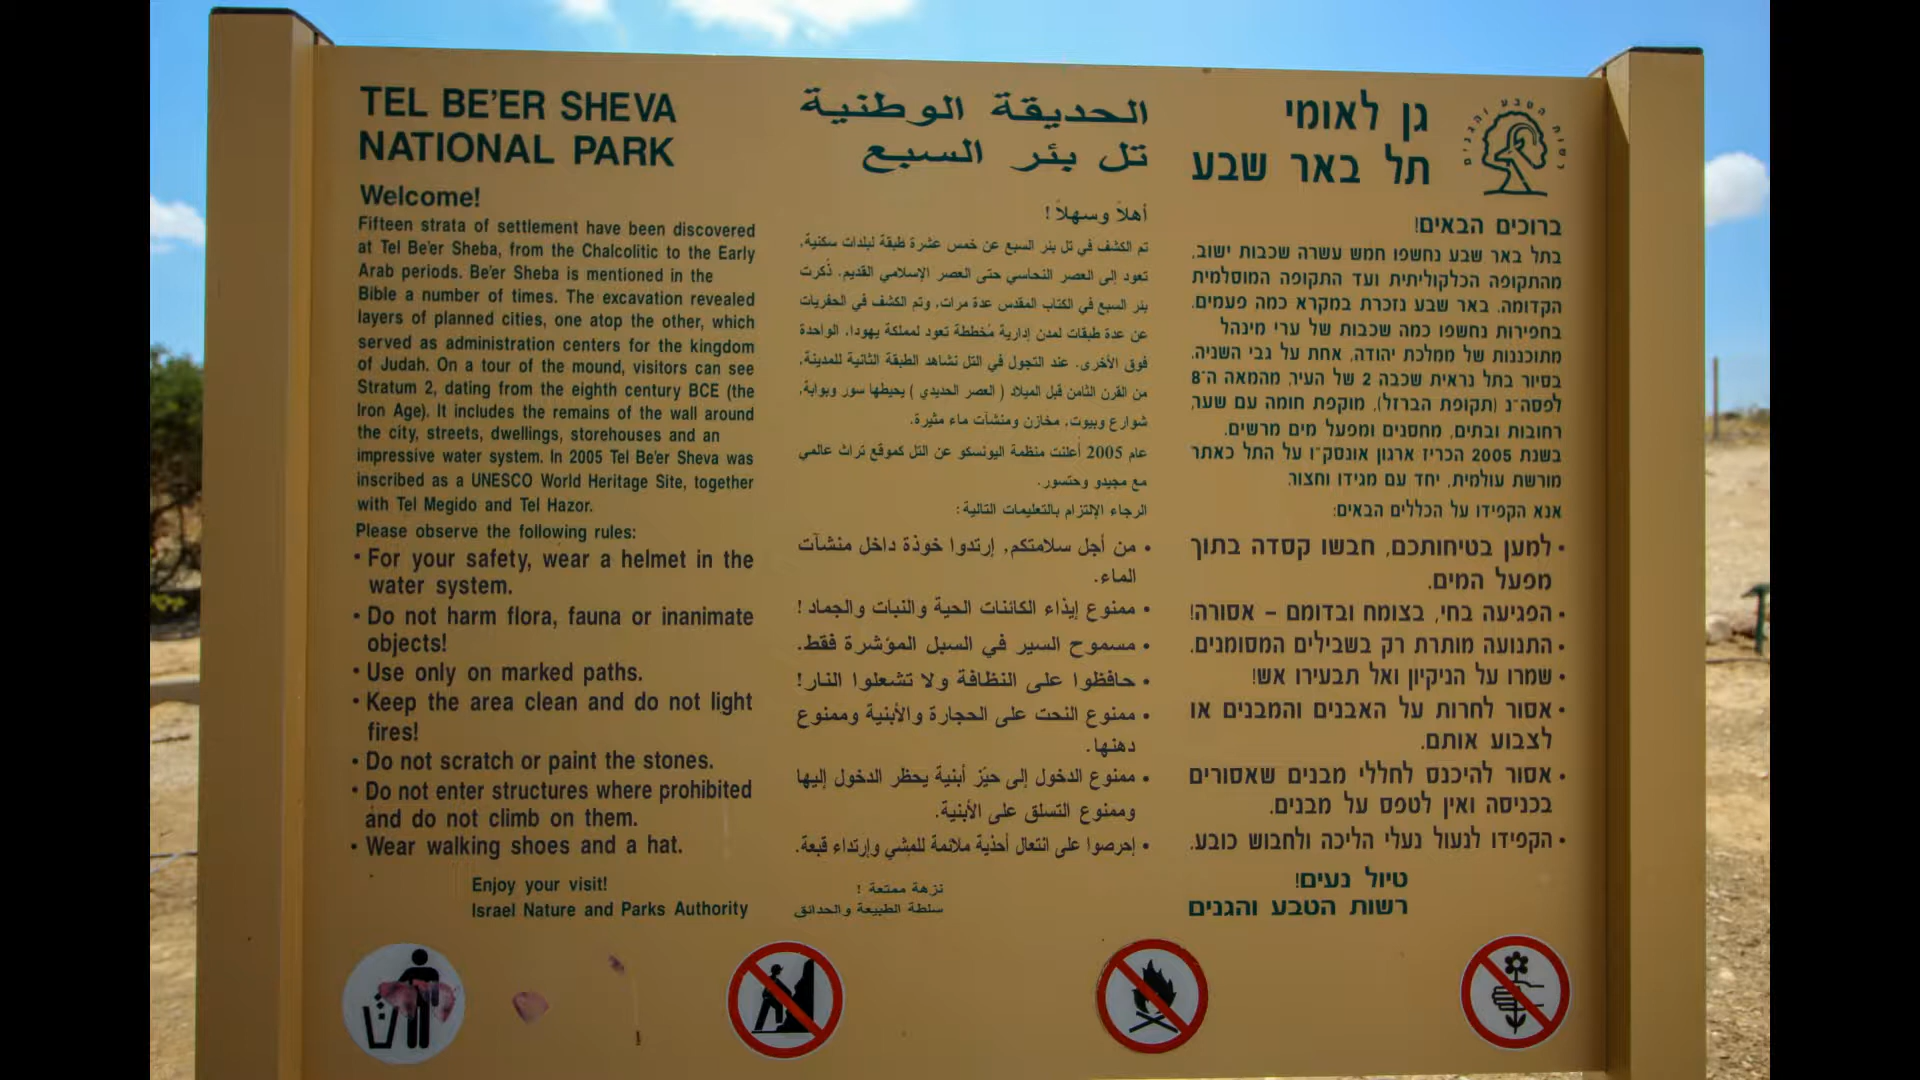 TEL BE'ER SHEVA
NATIONAL PARK
Welcome!
Fifteen strata of settlement have been discovered
at Tel Be'er Sheba, from the Chalcolitic to the Early
Arab periods. Be'er Sheba is mentioned in the
Bible a number of times. The excavation revealed
layers of planned cities, one atop the other, which
served as administration centers for the kingdom
of Judah. On a tour of the mound, visitors can see
Stratum 2, dating from the eighth century BCE (the
Iron Age). It includes the remains of the wall around
the city, streets, dwellings, storehouses and an
impressive water system. In 2005 Tel Be'er Sheva was
inscribed as a UNESCO World Heritage Site, together
with Tel Megido and Tel Hazor.
Please observe the following rules:
• For your safety, wear a helmet in the
water system.
• Do not harm flora, fauna or inanimate
objects!
• Use only on marked paths.
• Keep the area clean and do not light
fires!
• Do not scratch or paint the stones.
• Do not enter structures where prohibited
and do not climb on them.
• Wear walking shoes and a hat.
Enjoy your visit!
Israel Nature and Parks Authority
الحديقة الوطنية
تل بئر السبع
أهلاً وسهلاً !
تم الكشف في تل بئر السبع عن خمس عشرة طبقة لبلدات سكنية،
تعود إلى العصر النحاسي حتى العصر الإسلامي القديم. ذُكرت
بئر السبع في الكتاب المقدس عدة مرات، وتم الكشف في الحفريات
عن عدة طبقات لمدن إدارية مُخططة تعود لمملكة يهودا، الواحدة
فوق الأخرى. عند التجول في التل نشاهد الطبقة الثانية للمدينة،
من القرن الثامن قبل الميلاد ( العصر الحديدي ) يحيطها سور وبوابة،
شوارع وبيوت، مخازن ومنشآت ماء مثيرة.
عام 2005 أُعلنت منظمة اليونسكو عن التل كموقع تراث عالمي
مع مجيدو وحتسور.
الرجاء الإلتزام بالتعليمات التالية:
• من أجل سلامتكم، إرتدوا خوذة داخل منشآت
الماء.
• ممنوع إيذاء الكائنات الحية والنبات والجماد !
• مسموح السير في السبل المؤشرة فقط.
• حافظوا على النظافة ولا تشعلوا النار!
• ممنوع النحت على الحجارة والأبنية وممنوع
دهنها.
• ممنوع الدخول إلى حيّز أبنية يحظر الدخول إليها
وممنوع التسلق على الأبنية.
• إحرصوا على انتعال أحذية ملائمة للمشي وإرتداء قبعة.
نزهة ممتعة !
سلطة الطبيعة والحدائق
רשות הטבע והגנים
גן לאומי
תל באר שבע
ברוכים הבאים!
בתל באר שבע נחשפו חמש עשרה שכבות ישוב,
מהתקופה הכלקוליתית ועד התקופה המוסלמית
הקדומה. באר שבע נזכרת במקרא כמה פעמים.
בחפירות נחשפו כמה שכבות של ערי מינהל
מתוכננות של ממלכת יהודה, אחת על גבי השניה.
בסיור בתל נראית שכבה 2 של העיר, מהמאה ה־8
לפסה״נ (תקופת הברזל), מוקפת חומה עם שער,
רחובות ובתים, מחסנים ומפעל מים מרשים.
בשנת 2005 הכריז ארגון אונסק״ו על התל כאתר
מורשת עולמית, יחד עם מגידו וחצור.
אנא הקפידו על הכללים הבאים:
• למען בטיחותכם, חבשו קסדה בתוך
מפעל המים.
• הפגיעה בחי, בצומח ובדומם – אסורה!
• התנועה מותרת רק בשבילים המסומנים.
• שמרו על הניקיון ואל תבעירו אש!
• אסור לחרות על האבנים והמבנים או
לצבוע אותם.
• אסור להיכנס לחללי מבנים שאסורים
בכניסה ואין לטפס על מבנים.
• הקפידו לנעול נעלי הליכה ולחבוש כובע.
טיול נעים!
רשות הטבע והגנים